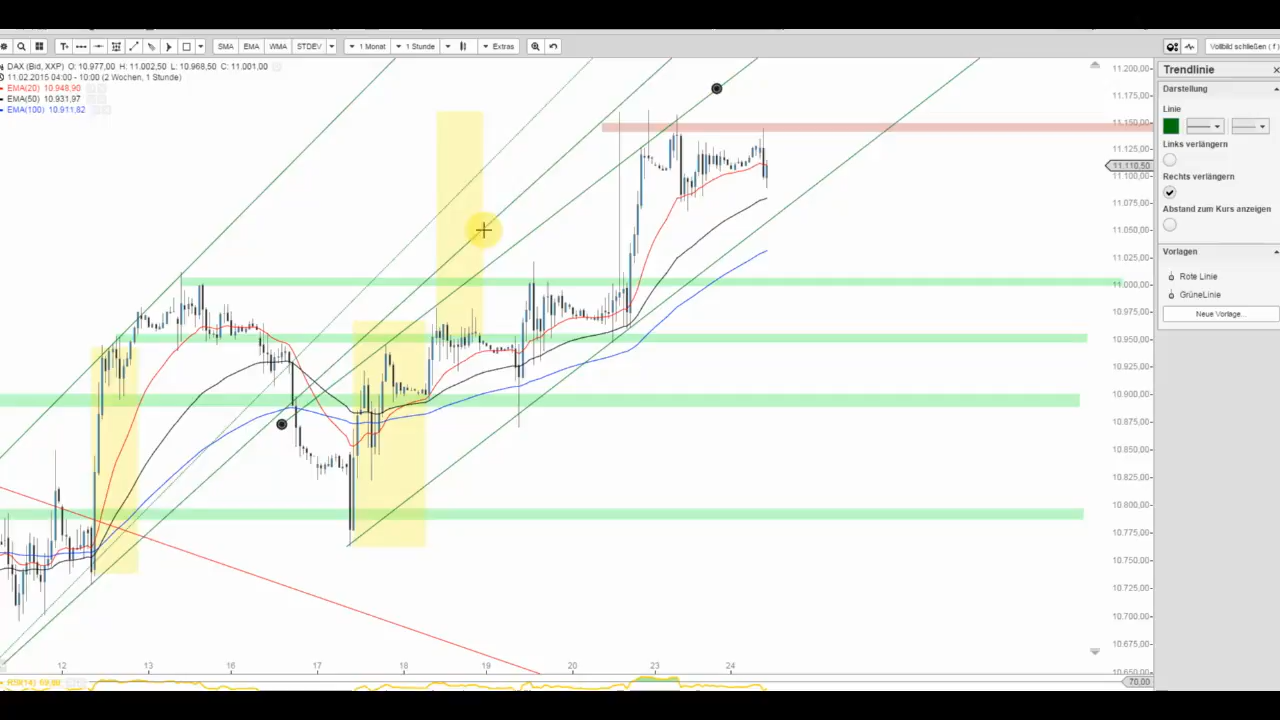 T+
SMA EMA WMA STDEV 1 Monat 1 Stunde Extras Vollbild schließen ( f )
DAX (Bid, XXP) O: 10.977,00 H: 11.002,50 L: 10.968,50 C: 11.001,00
11.02.2015 04:00 - 10:00 (2 Wochen, 1 Stunde)
EMA(20) 10.948,90
EMA(50) 10.931,97
EMA(100) 10.911,82
11.200,00
11.175,00
11.150,00
11.125,00
11.110,50
11.100,00
11.075,00
11.050,00
11.025,00
11.000,00
10.975,00
10.950,00
10.925,00
10.900,00
10.875,00
10.850,00
10.825,00
10.800,00
10.775,00
10.750,00
10.725,00
10.700,00
10.675,00
10.650,00
12 13 16 17 18 19 20 23 24
RSI(14) 69,68
70,00
Trendlinie
Darstellung
Linie
Links verlängern
Rechts verlängern
Abstand zum Kurs anzeigen
Vorlagen
Rote Linie
GrüneLinie
Neue Vorlage...